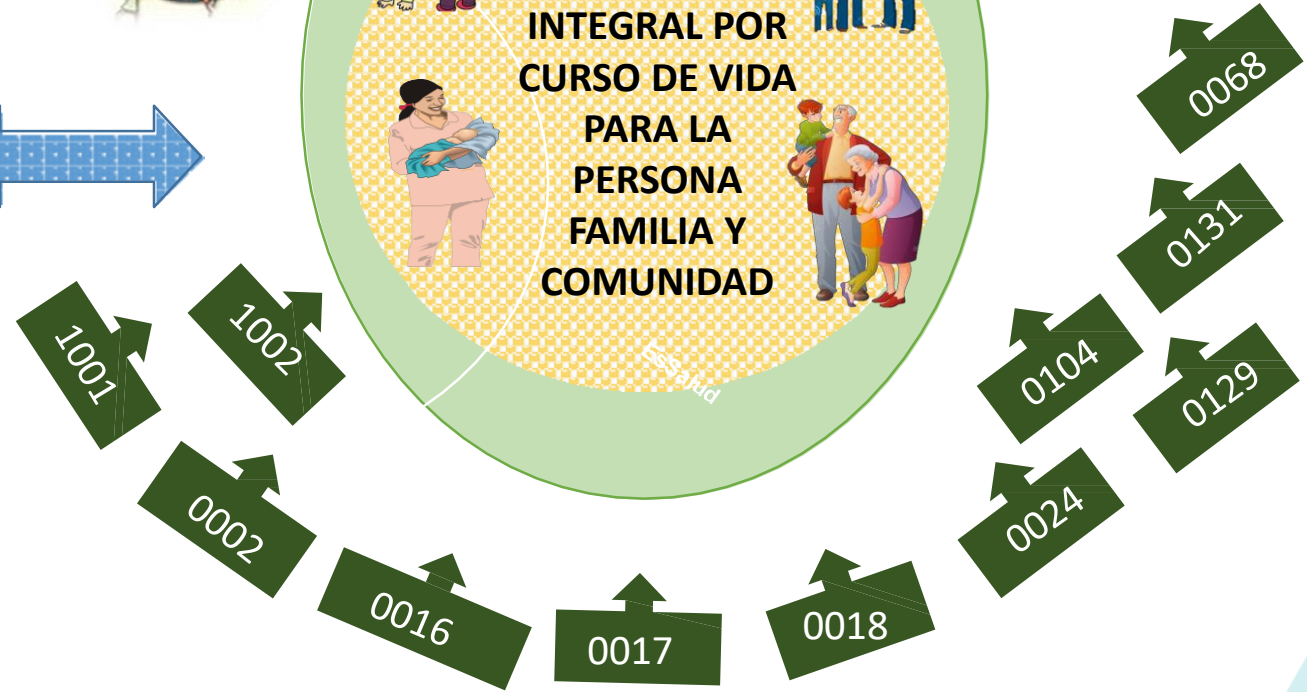 INTEGRAL POR
CURSO DE VIDA
PARA LA
PERSONA
FAMILIA Y
COMUNIDAD
EsSalud
1001
1002
0002
0016
0017
0018
0024
0104
0129
0131
0068